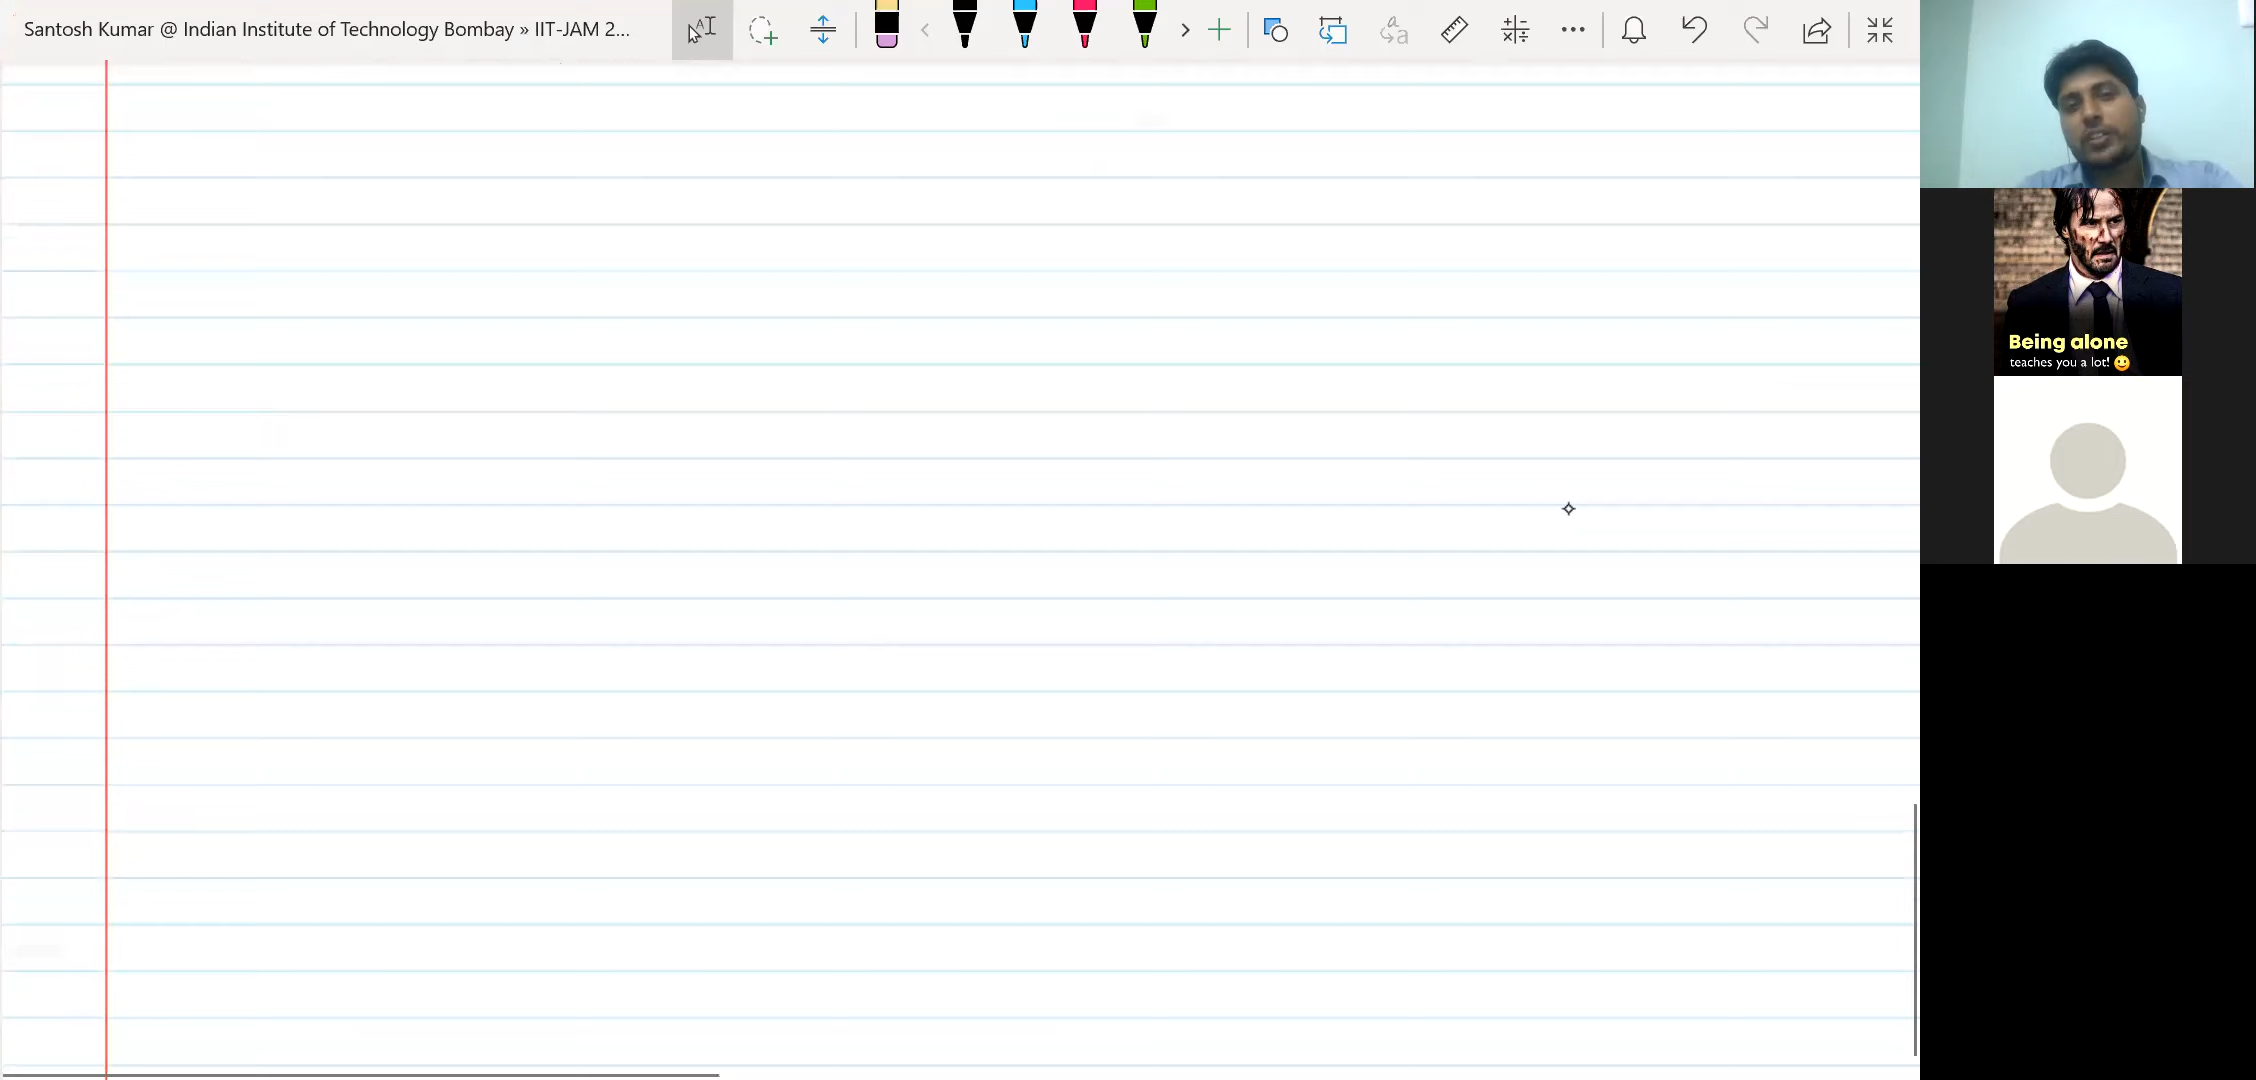 Santosh Kumar @ Indian Institute of Technology Bombay » IIT-JAM 2...
Being alone
teaches you a lot!